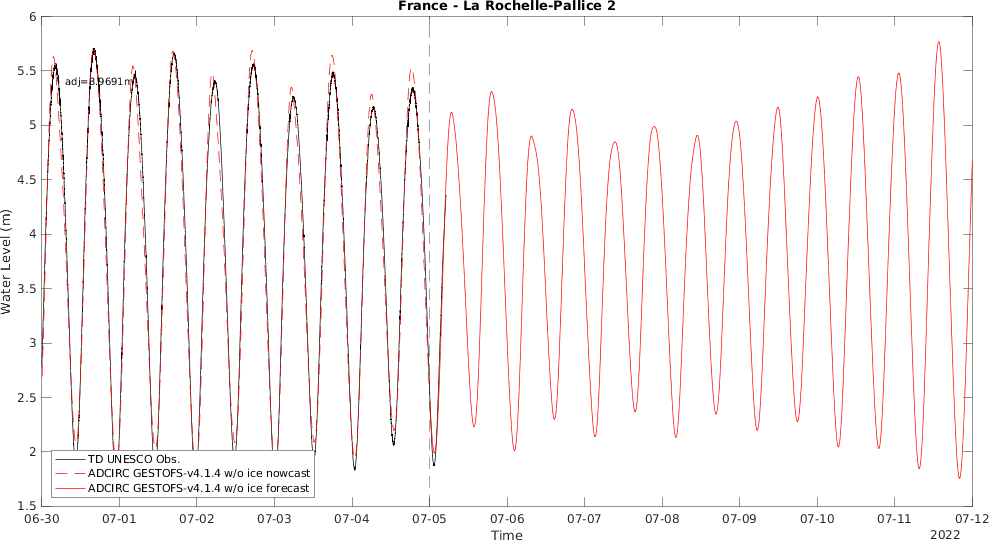 France - La Rochelle-Pallice 2
6
5.5
5
4.5
4
3.5
3
2.5
2
1.5
Water Level (m)
adj=3.9691m
TD UNESCO Obs.
ADCIRC GESTOFS-v4.1.4 w/o ice nowcast
ADCIRC GESTOFS-v4.1.4 w/o ice forecast
06-30 07-01 07-02 07-03 07-04 07-05 07-06 07-07 07-08 07-09 07-10 07-11 07-12
Time
2022